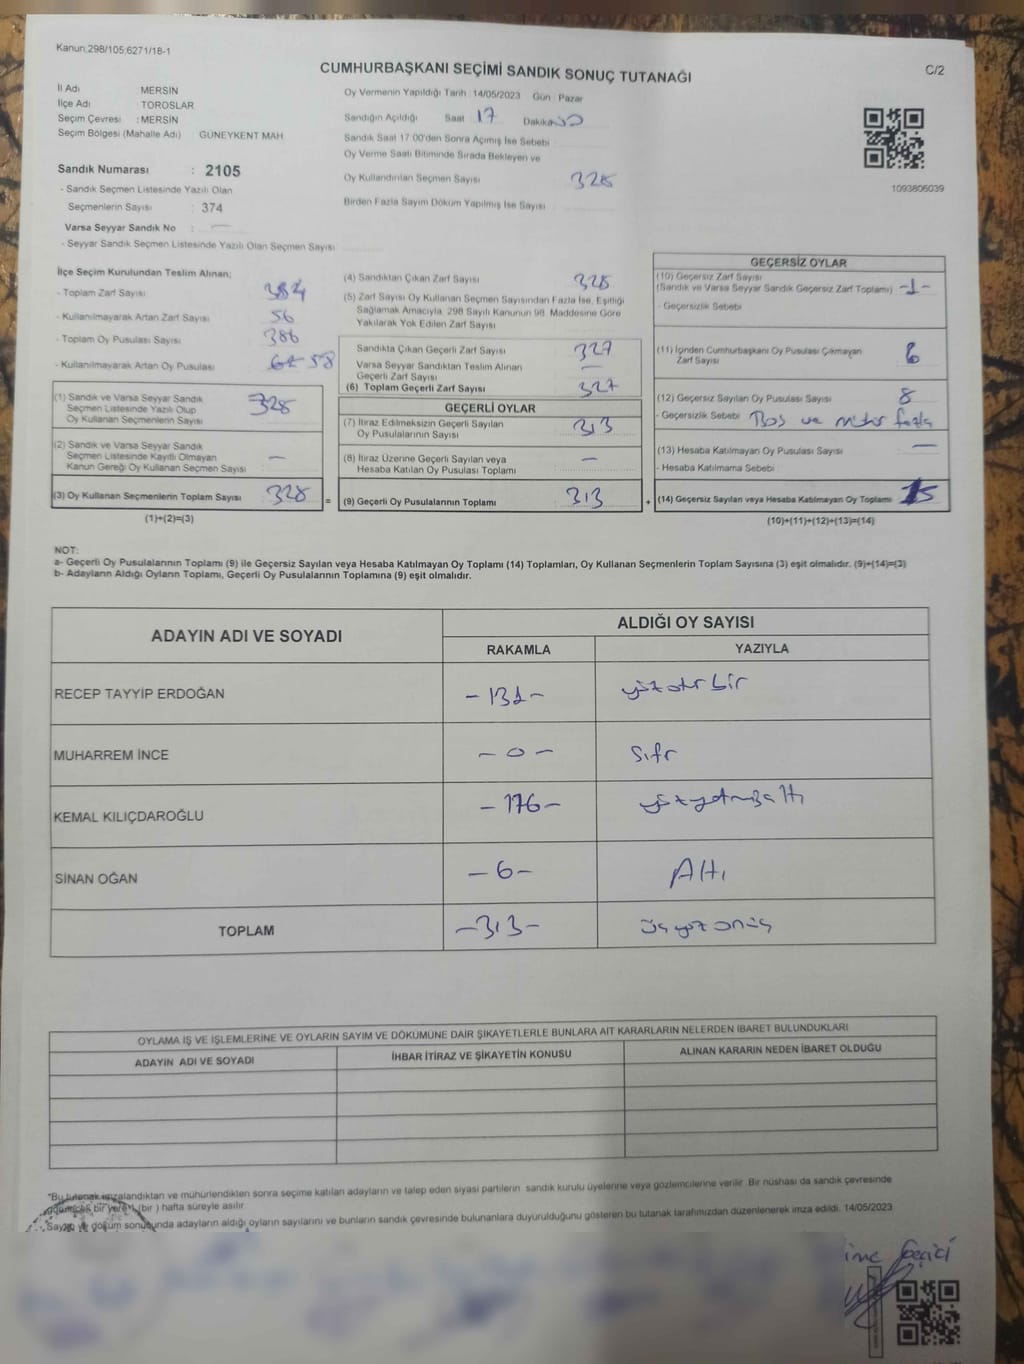 Kanun;298/105;6271/18-1
CUMHURBAŞKANI SEÇİMİ SANDIK SONUÇ TUTANAĞI
C/2
İl Adı MERSİN
İlçe Adı TOROSLAR
Seçim Çevresi : MERSİN
Seçim Bölgesi (Mahalle Adı) GÜNEYKENT MAH
Sandık Numarası : 2105
- Sandık Seçmen Listesinde Yazılı Olan
Seçmenlerin Sayısı : 374
Varsa Seyyar Sandık No : —
- Seyyar Sandık Seçmen Listesinde Yazılı Olan Seçmen Sayısı
Oy Vermenin Yapıldığı Tarih : 14/05/2023 Gün : Pazar
Sandığın Açıldığı Saat 17 Dakika
Sandık Saat 17:00'den Sonra Açımış İse Sebebi
Oy Verme Saati Bitiminde Sırada Bekleyen ve
Oy Kullandırılan Seçmen Sayısı 328
Birden Fazla Sayım Döküm Yapılmış İse Sayısı
1093806039
İlçe Seçim Kurulundan Teslim Alınan;
- Toplam Zarf Sayısı 384
- Kullanılmayarak Artan Zarf Sayısı 56
- Toplam Oy Pusulası Sayısı 386
- Kullanılmayarak Artan Oy Pusulası 58
(1) Sandık ve Varsa Seyyar Sandık
Seçmen Listesinde Yazılı Olup
Oy Kullanan Seçmenlerin Sayısı 328
(2) Sandık ve Varsa Seyyar Sandık
Seçmen Listesinde Kayıtlı Olmayan
Kanun Gereği Oy Kullanan Seçmen Sayısı —
(3) Oy Kullanan Seçmenlerin Toplam Sayısı 328 =
(1)+(2)=(3)
(4) Sandıktan Çıkan Zarf Sayısı 328
(5) Zarf Sayısı Oy Kullanan Seçmen Sayısından Fazla İse, Eşitliği
Sağlamak Amacıyla, 298 Sayılı Kanunun 98. Maddesine Göre
Yakılarak Yok Edilen Zarf Sayısı
Sandıkta Çıkan Geçerli Zarf Sayısı 327
Varsa Seyyar Sandıktan Teslim Alınan
Geçerli Zarf Sayısı —
(6) Toplam Geçerli Zarf Sayısı 327
GEÇERLİ OYLAR
(7) İtiraz Edilmeksizin Geçerli Sayılan
Oy Pusulalarının Sayısı 313
(8) İtiraz Üzerine Geçerli Sayılan veya
Hesaba Katılan Oy Pusulası Toplamı —
(9) Geçerli Oy Pusulalarının Toplamı 313 +
GEÇERSİZ OYLAR
(10) Geçersiz Zarf Sayısı
(Sandık ve Varsa Seyyar Sandık Geçersiz Zarf Toplamı) -1-
- Geçersizlik Sebebi
(11) İçinden Cumhurbaşkanı Oy Pusulası Çıkmayan
Zarf Sayısı 6
(12) Geçersiz Sayılan Oy Pusulası Sayısı 8
- Geçersizlik Sebebi Boş ve Mühür fazla
(13) Hesaba Katılmayan Oy Pusulası Sayısı —
- Hesaba Katılmama Sebebi
(14) Geçersiz Sayılan veya Hesaba Katılmayan Oy Toplamı 15
(10)+(11)+(12)+(13)=(14)
NOT:
a- Geçerli Oy Pusulalarının Toplamı (9) ile Geçersiz Sayılan veya Hesaba Katılmayan Oy Toplamı (14) Toplamları, Oy Kullanan Seçmenlerin Toplam Sayısına (3) eşit olmalıdır. (9)+(14)=(3)
b- Adayların Aldığı Oyların Toplamı, Geçerli Oy Pusulalarının Toplamına (9) eşit olmalıdır.
ADAYIN ADI VE SOYADI
ALDIĞI OY SAYISI
RAKAMLA YAZIYLA
RECEP TAYYİP ERDOĞAN -131- yüz otuz bir
MUHARREM İNCE -0- Sıfır
KEMAL KILIÇDAROĞLU -176- yüz yetmiş altı
SİNAN OĞAN -6- Altı
TOPLAM -313- üçyüz onüç
OYLAMA İŞ VE İŞLEMLERİNE VE OYLARIN SAYIM VE DÖKÜMÜNE DAİR ŞİKAYETLERLE BUNLARA AİT KARARLARIN NELERDEN İBARET BULUNDUKLARI
ADAYIN ADI VE SOYADI İHBAR İTİRAZ VE ŞİKAYETİN KONUSU ALINAN KARARIN NEDEN İBARET OLDUĞU
"Bu tutanak imzalandıktan ve mühürlendikten sonra seçime katılan adayların ve talep eden siyasi partilerin sandık kurulu üyelerine veya gözlemcilerine verilir. Bir nüshası da sandık çevresinde
bir yere 1 (bir) hafta süreyle asılır.
Sayım ve döküm sonucunda adayların aldığı oyların sayılarını ve bunların sandık çevresinde bulunanlara duyurulduğunu gösteren bu tutanak tarafımızdan düzenlenerek imza edildi. 14/05/2023
Geçici